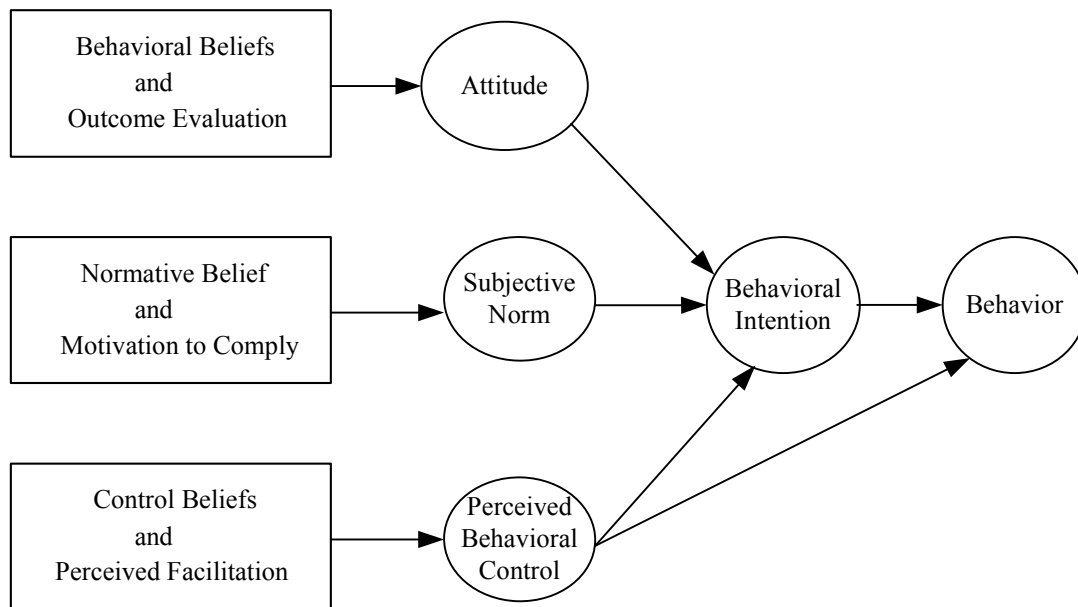 Behavioral Beliefs
and
Outcome Evaluation
Attitude
Normative Belief
and
Motivation to Comply
Subjective
Norm
Behavioral
Intention
Behavior
Control Beliefs
and
Perceived Facilitation
Perceived
Behavioral
Control